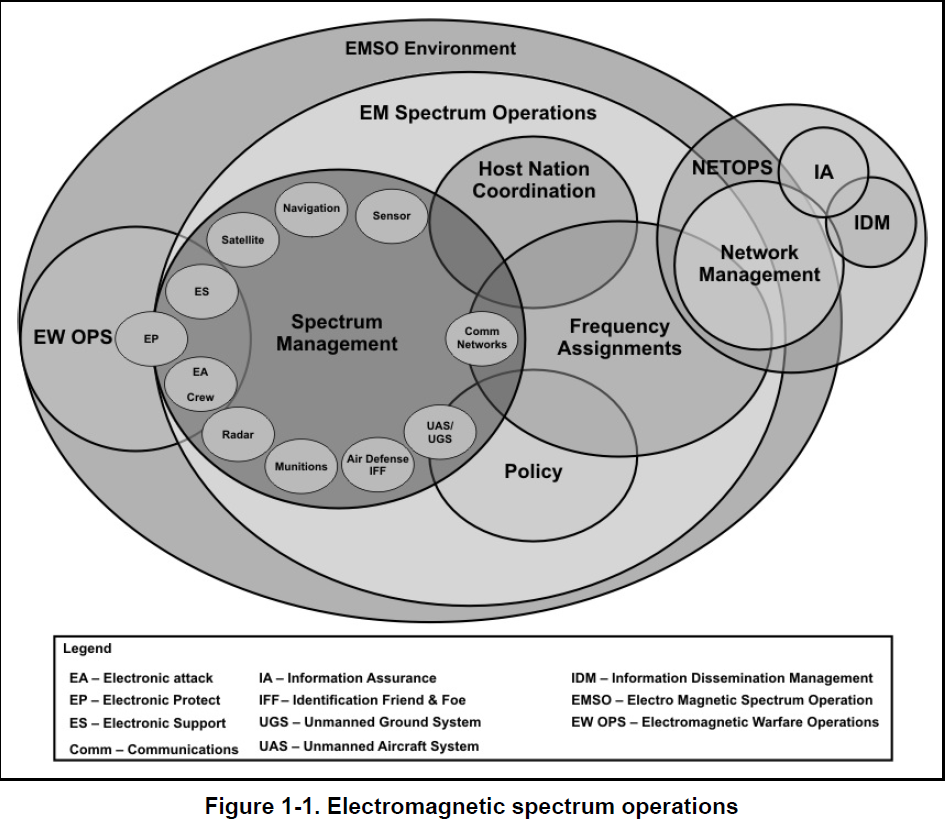 EMSO Environment
EM Spectrum Operations
Host Nation
Coordination
NETOPS
IA
IDM
Network
Management
Navigation
Sensor
Satellite
ES
EW OPS
EP
Spectrum
Management
Comm
Networks
Frequency
Assignments
EA
Crew
Radar
UAS/
UGS
Munitions
Air Defense
IFF
Policy
Legend
EA – Electronic attack
EP – Electronic Protect
ES – Electronic Support
Comm – Communications
IA – Information Assurance
IFF– Identification Friend & Foe
UGS – Unmanned Ground System
UAS – Unmanned Aircraft System
IDM – Information Dissemination Management
EMSO – Electro Magnetic Spectrum Operation
EW OPS – Electromagnetic Warfare Operations
Figure 1-1. Electromagnetic spectrum operations